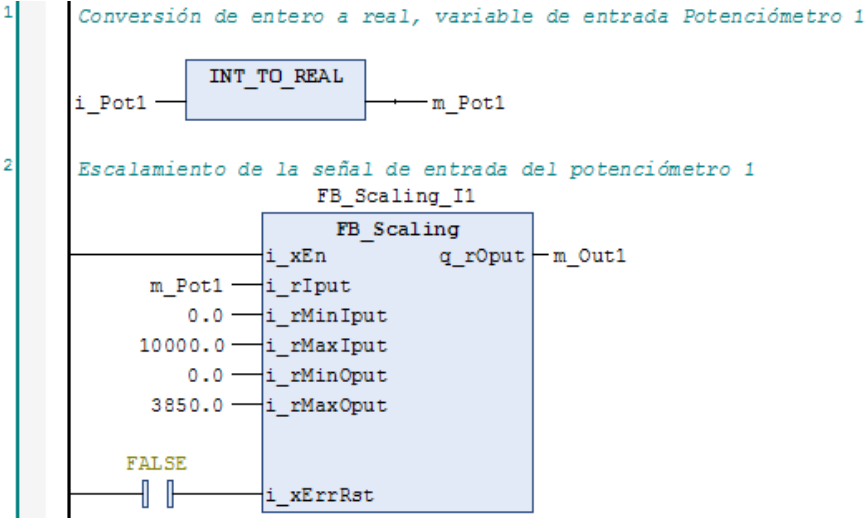 1 Conversión de entero a real, variable de entrada Potenciómetro 1
INT_TO_REAL
i_Pot1 m_Pot1
2 Escalamiento de la señal de entrada del potenciómetro 1
FB_Scaling_I1
FB_Scaling
i_xEn q_rOput m_Out1
m_Pot1 i_rIput
0.0 i_rMinIput
10000.0 i_rMaxIput
0.0 i_rMinOput
3850.0 i_rMaxOput
FALSE
i_xErrRst